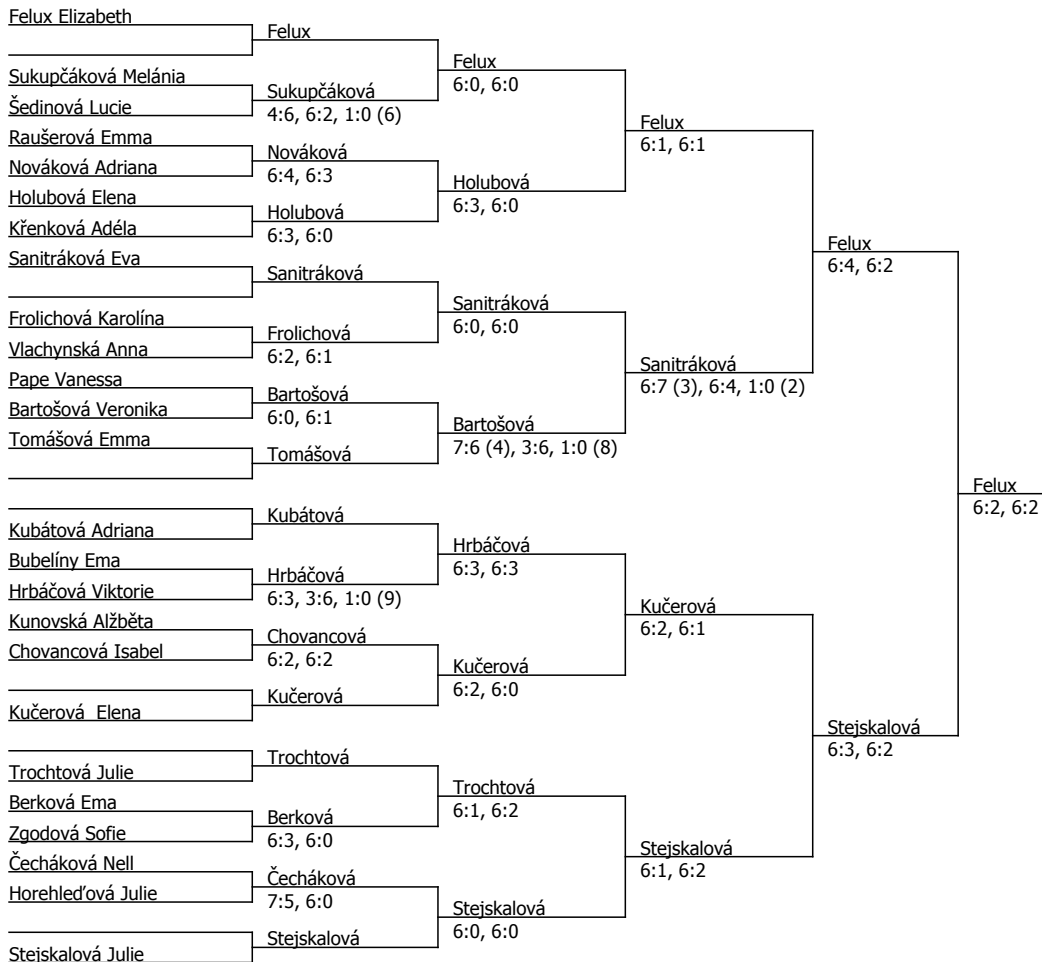 Felux Elizabeth
Felux
Felux
6:0, 6:0
Sukupčáková Melánia
Sukupčáková
4:6, 6:2, 1:0 (6)
Šedinová Lucie
Felux
6:1, 6:1
Raušerová Emma
Nováková
6:4, 6:3
Nováková Adriana
Holubová
6:3, 6:0
Holubová Elena
Holubová
6:3, 6:0
Křenková Adéla
Felux
6:4, 6:2
Sanitráková Eva
Sanitráková
Sanitráková
6:0, 6:0
Frolichová Karolína
Frolichová
6:2, 6:1
Vlachynská Anna
Sanitráková
6:7 (3), 6:4, 1:0 (2)
Pape Vanessa
Bartošová
6:0, 6:1
Bartošová Veronika
Bartošová
7:6 (4), 3:6, 1:0 (8)
Tomášová Emma
Tomášová
Felux
6:2, 6:2
Kubátová
Kubátová Adriana
Hrbáčová
6:3, 6:3
Bubelíny Ema
Hrbáčová
6:3, 3:6, 1:0 (9)
Hrbáčová Viktorie
Kučerová
6:2, 6:1
Kunovská Alžběta
Chovancová
6:2, 6:2
Chovancová Isabel
Kučerová
6:2, 6:0
Kučerová
Kučerová  Elena
Stejskalová
6:3, 6:2
Trochtová
Trochtová Julie
Trochtová
6:1, 6:2
Berková Ema
Berková
6:3, 6:0
Zgodová Sofie
Stejskalová
6:1, 6:2
Čecháková Nell
Čecháková
7:5, 6:0
Horehleďová Julie
Stejskalová
6:0, 6:0
Stejskalová
Stejskalová Julie